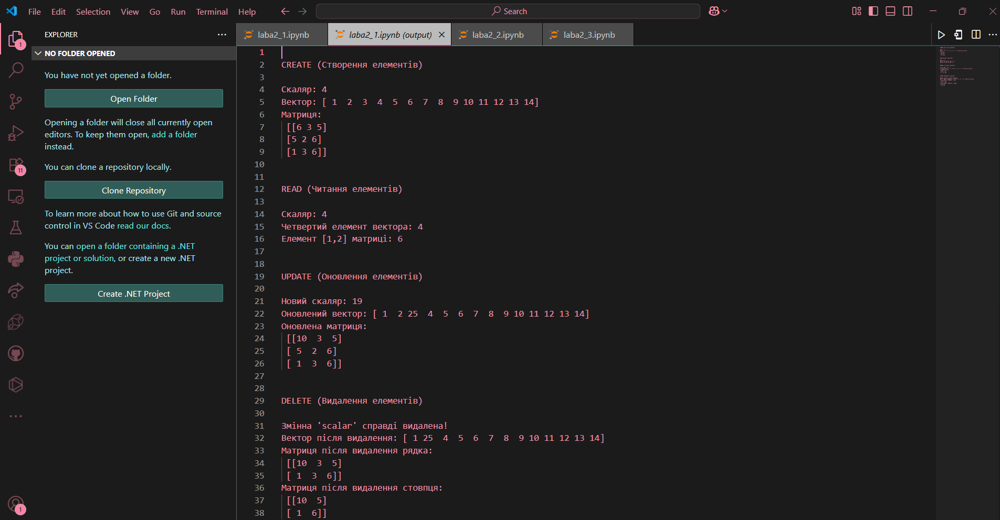 File Edit Selection View Go Run Terminal Help
Search
EXPLORER
NO FOLDER OPENED
You have not yet opened a folder.
Open Folder
Opening a folder will close all currently open
editors. To keep them open, add a folder
instead.
You can clone a repository locally.
Clone Repository
To learn more about how to use Git and source
control in VS Code read our docs.
You can open a folder containing a .NET
project or solution, or create a new .NET
project.
Create .NET Project
1
11
1
laba2_1.ipynb
laba2_1.ipynb (output)
laba2_2.ipynb
laba2_3.ipynb
1
2 CREATE (Створення елементів)
3
4 Скаляр: 4
5 Вектор: [ 1  2  3  4  5  6  7  8  9 10 11 12 13 14]
6 Матриця:
7 [[6 3 5]
8 [5 2 6]
9 [1 3 6]]
10
11
12 READ (Читання елементів)
13
14 Скаляр: 4
15 Четвертий елемент вектора: 4
16 Елемент [1,2] матриці: 6
17
18
19 UPDATE (Оновлення елементів)
20
21 Новий скаляр: 19
22 Оновлений вектор: [ 1  2 25  4  5  6  7  8  9 10 11 12 13 14]
23 Оновлена матриця:
24 [[10  3  5]
25 [ 5  2  6]
26 [ 1  3  6]]
27
28
29 DELETE (Видалення елементів)
30
31 Змінна 'scalar' справді видалена!
32 Вектор після видалення: [ 1 25  4  5  6  7  8  9 10 11 12 13 14]
33 Матриця після видалення рядка:
34 [[10  3  5]
35 [ 1  3  6]]
36 Матриця після видалення стовпця:
37 [[10  5]
38 [ 1  6]]